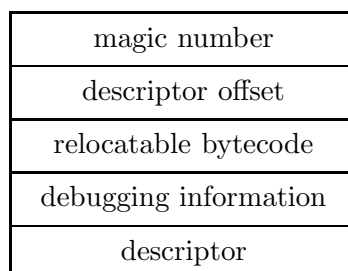 magic number
descriptor offset
relocatable bytecode
debugging information
descriptor